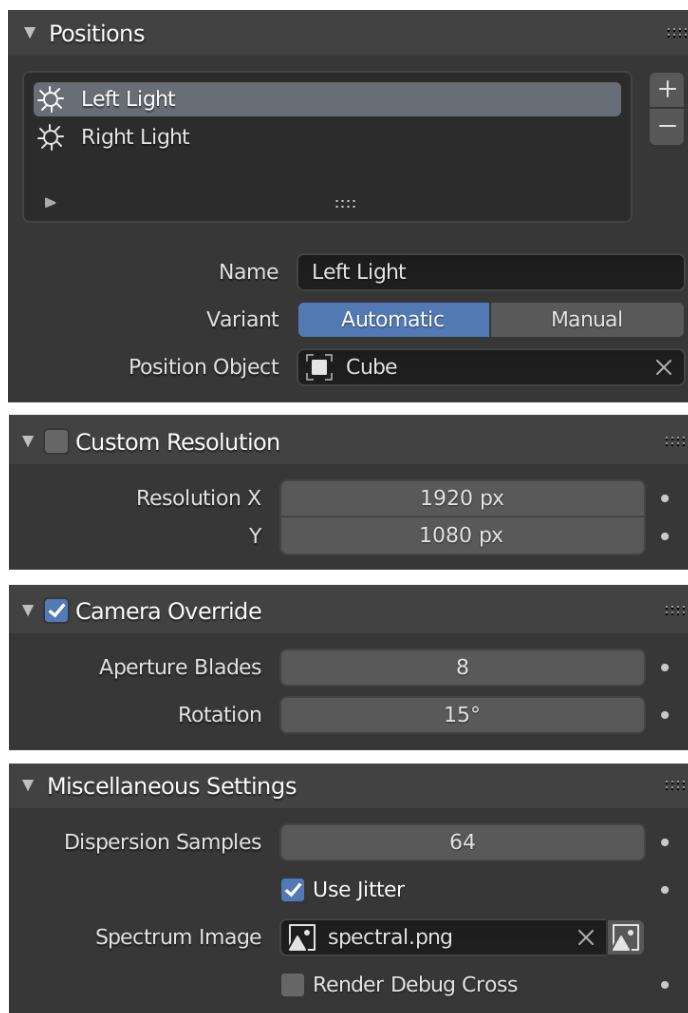 Positions
Left Light
Right Light
Name Left Light
Variant Automatic Manual
Position Object Cube
Custom Resolution
Resolution X 1920 px
Y 1080 px
Camera Override
Aperture Blades 8
Rotation 15°
Miscellaneous Settings
Dispersion Samples 64
Use Jitter
Spectrum Image spectral.png
Render Debug Cross